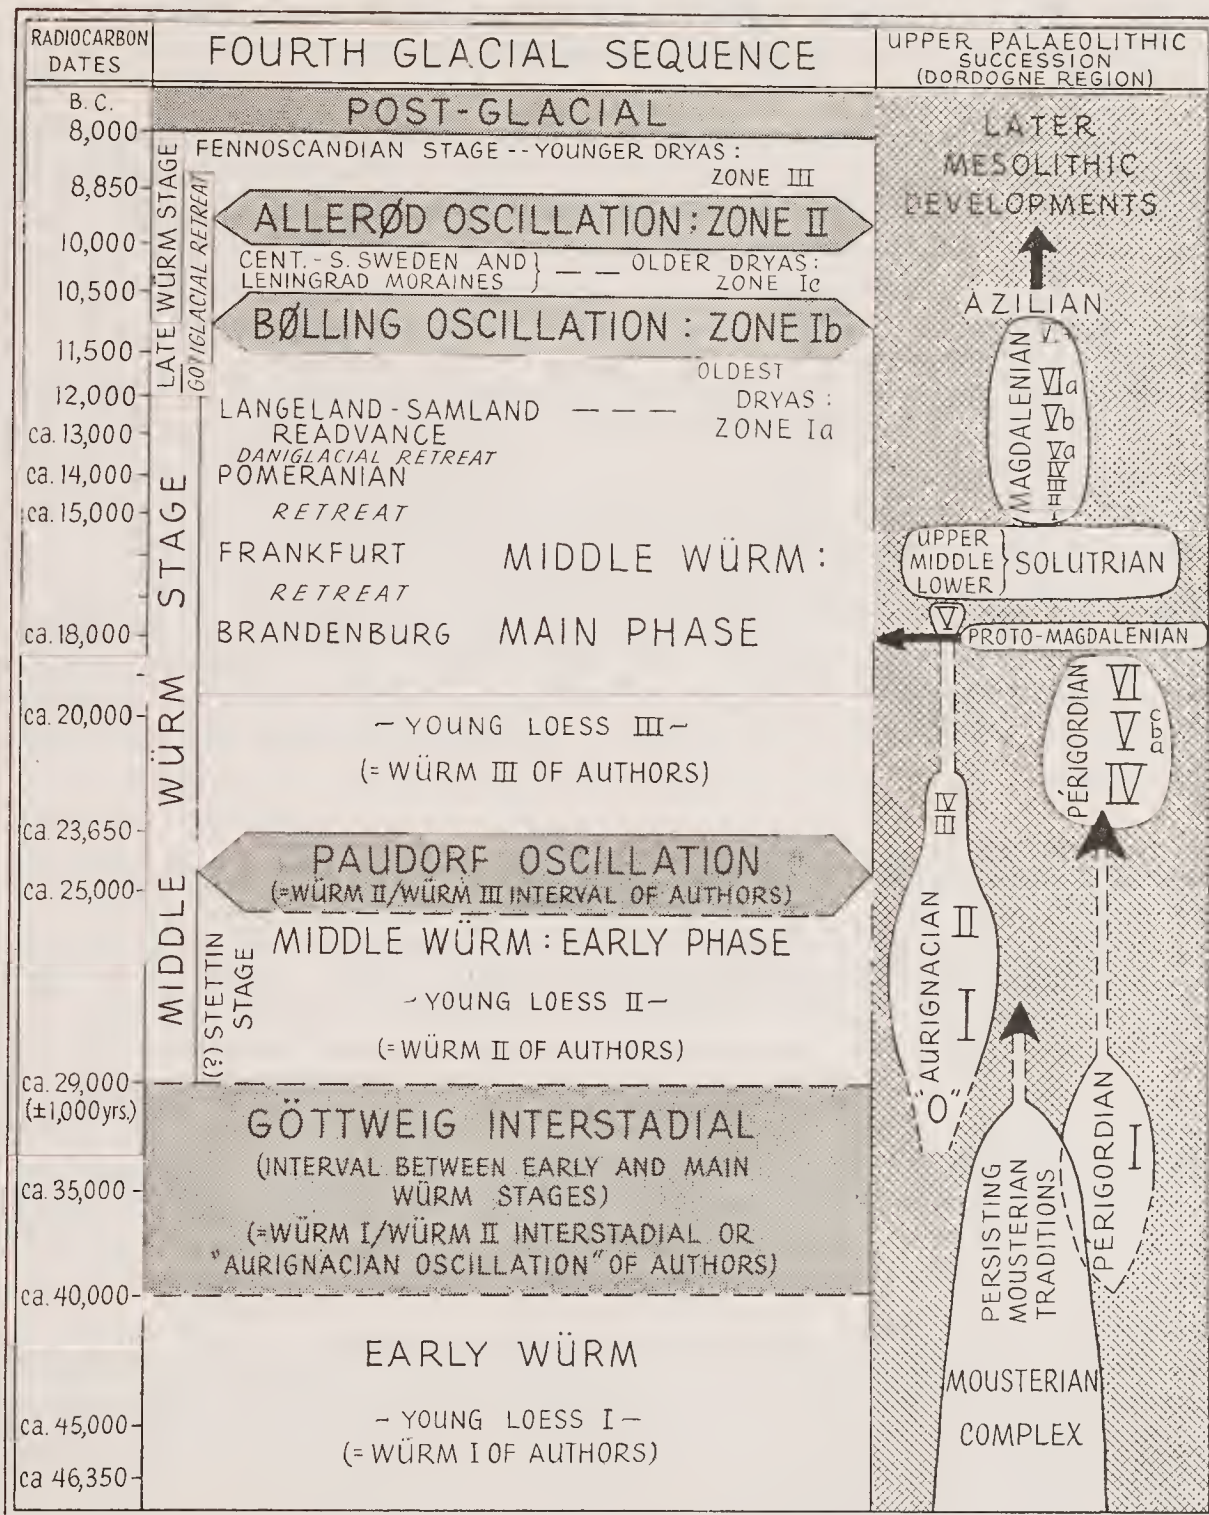 RADIOCARBON
DATES
FOURTH GLACIAL SEQUENCE
UPPER PALAEOLITHIC
SUCCESSION
(DORDOGNE REGION)
B. C.
8,000
8,850
10,000
10,500
11,500
12,000
ca. 13,000
ca. 14,000
ca. 15,000
ca. 18,000
ca. 20,000
ca. 23,650
ca. 25,000
ca. 29,000
(±1,000 yrs.)
ca. 35,000
ca. 40,000
ca. 45,000
ca 46,350
LATE WÜRM STAGE
GOTIGLACIAL RETREAT
MIDDLE WÜRM STAGE
(?) STETTIN
STAGE
POST-GLACIAL
FENNOSCANDIAN STAGE -- YOUNGER DRYAS :
ZONE III
ALLERØD OSCILLATION : ZONE II
CENT. - S. SWEDEN AND } — — OLDER DRYAS :
LENINGRAD MORAINES } ZONE Ic
BØLLING OSCILLATION : ZONE Ib
OLDEST
DRYAS :
ZONE Ia
LANGELAND - SAMLAND — — —
READVANCE
DANIGLACIAL RETREAT
POMERANIAN
RETREAT
FRANKFURT
RETREAT
BRANDENBURG
MIDDLE WÜRM :
MAIN PHASE
— YOUNG LOESS III —
(= WÜRM III OF AUTHORS)
PAUDORF OSCILLATION
(=WÜRM II/WÜRM III INTERVAL OF AUTHORS)
MIDDLE WÜRM : EARLY PHASE
— YOUNG LOESS II —
(= WÜRM II OF AUTHORS)
GÖTTWEIG INTERSTADIAL
(INTERVAL BETWEEN EARLY AND MAIN
WÜRM STAGES)
(=WÜRM I/WÜRM II INTERSTADIAL OR
"AURIGNACIAN OSCILLATION" OF AUTHORS)
EARLY WÜRM
— YOUNG LOESS I —
(= WÜRM I OF AUTHORS)
LATER
MESOLITHIC
DEVELOPMENTS
AZILIAN
MAGDALENIAN
VIa
Vb
Va
IV
III
II
I
UPPER
MIDDLE
LOWER
SOLUTRIAN
V
PROTO-MAGDALENIAN
PÉRIGORDIAN
VI
V c b a
IV
IV
III
AURIGNACIAN
II
I
"O"
PERIGORDIAN
I
PERSISTING
MOUSTERIAN
TRADITIONS
MOUSTERIAN
COMPLEX